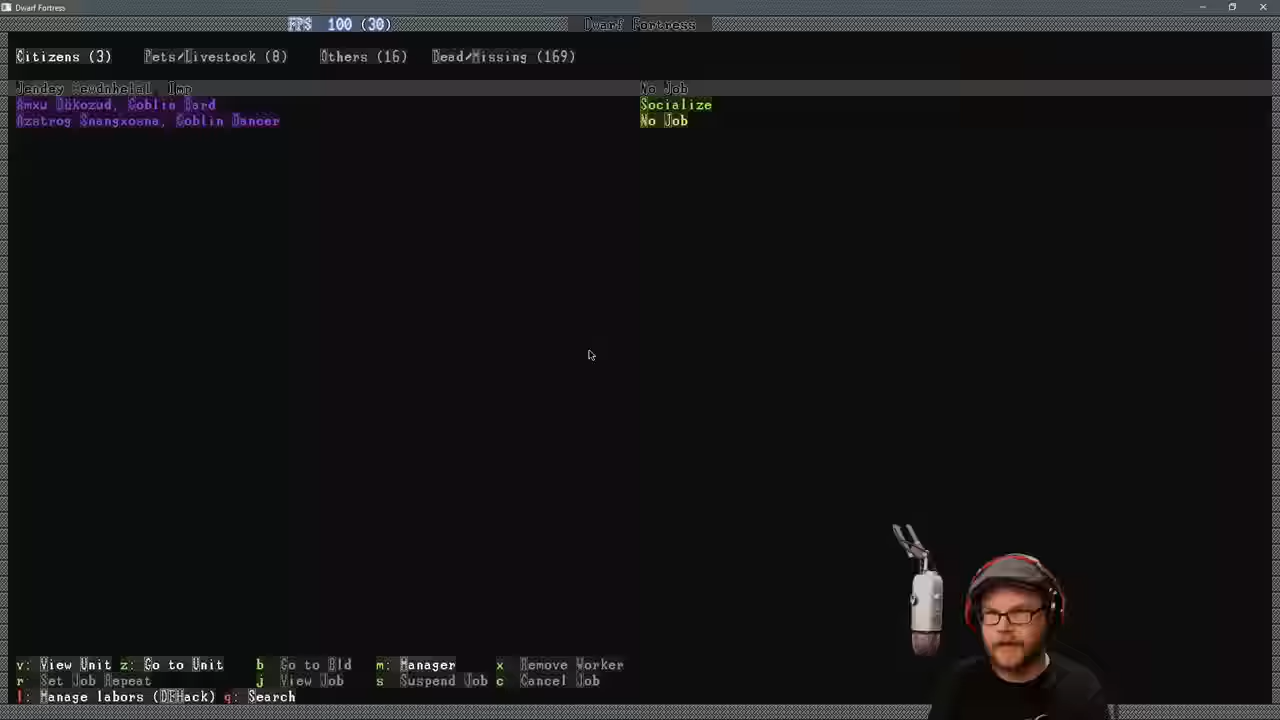 Dwarf Fortress
FPS 100 (30) Dwarf Fortress
Citizens (3) Pets/Livestock (8) Others (16) Dead/Missing (169)
No Job
Goblin Bard Socialize
Goblin Dancer No Job
v: View Unit z: Go to Unit b Go to Bld m: Manager x Remove Worker
r Set Job Repeat j View Job s Suspend Job c Cancel Job
l: Manage labors (DFHack) q: Search